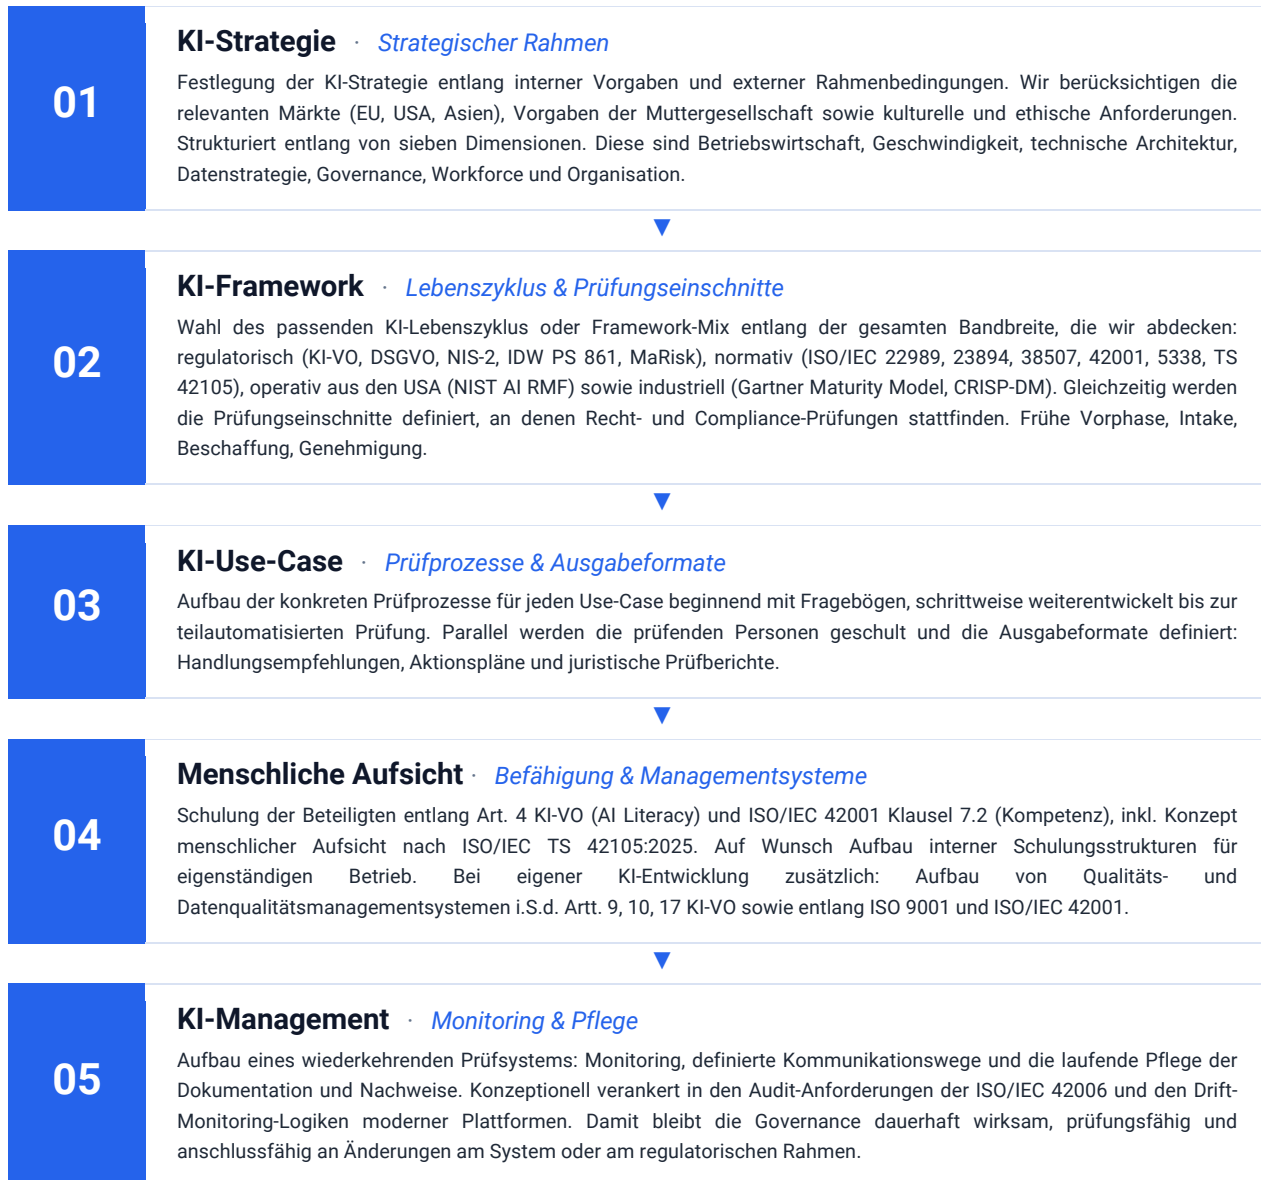 01
KI-Strategie · Strategischer Rahmen
Festlegung der KI-Strategie entlang interner Vorgaben und externer Rahmenbedingungen. Wir berücksichtigen die
relevanten Märkte (EU, USA, Asien), Vorgaben der Muttergesellschaft sowie kulturelle und ethische Anforderungen.
Strukturiert entlang von sieben Dimensionen. Diese sind Betriebswirtschaft, Geschwindigkeit, technische Architektur,
Datenstrategie, Governance, Workforce und Organisation.
▼
02
KI-Framework · Lebenszyklus & Prüfungseinschnitte
Wahl des passenden KI-Lebenszyklus oder Framework-Mix entlang der gesamten Bandbreite, die wir abdecken:
regulatorisch (KI-VO, DSGVO, NIS-2, IDW PS 861, MaRisk), normativ (ISO/IEC 22989, 23894, 38507, 42001, 5338, TS
42105), operativ aus den USA (NIST AI RMF) sowie industriell (Gartner Maturity Model, CRISP-DM). Gleichzeitig werden
die Prüfungseinschnitte definiert, an denen Recht- und Compliance-Prüfungen stattfinden. Frühe Vorphase, Intake,
Beschaffung, Genehmigung.
▼
03
KI-Use-Case · Prüfprozesse & Ausgabeformate
Aufbau der konkreten Prüfprozesse für jeden Use-Case beginnend mit Fragebögen, schrittweise weiterentwickelt bis zur
teilautomatisierten Prüfung. Parallel werden die prüfenden Personen geschult und die Ausgabeformate definiert:
Handlungsempfehlungen, Aktionspläne und juristische Prüfberichte.
▼
04
Menschliche Aufsicht · Befähigung & Managementsysteme
Schulung der Beteiligten entlang Art. 4 KI-VO (AI Literacy) und ISO/IEC 42001 Klausel 7.2 (Kompetenz), inkl. Konzept
menschlicher Aufsicht nach ISO/IEC TS 42105:2025. Auf Wunsch Aufbau interner Schulungsstrukturen für
eigenständigen Betrieb. Bei eigener KI-Entwicklung zusätzlich: Aufbau von Qualitäts- und
Datenqualitätsmanagementsystemen i.S.d. Artt. 9, 10, 17 KI-VO sowie entlang ISO 9001 und ISO/IEC 42001.
▼
05
KI-Management · Monitoring & Pflege
Aufbau eines wiederkehrenden Prüfsystems: Monitoring, definierte Kommunikationswege und die laufende Pflege der
Dokumentation und Nachweise. Konzeptionell verankert in den Audit-Anforderungen der ISO/IEC 42006 und den Drift-
Monitoring-Logiken moderner Plattformen. Damit bleibt die Governance dauerhaft wirksam, prüfungsfähig und
anschlussfähig an Änderungen am System oder am regulatorischen Rahmen.